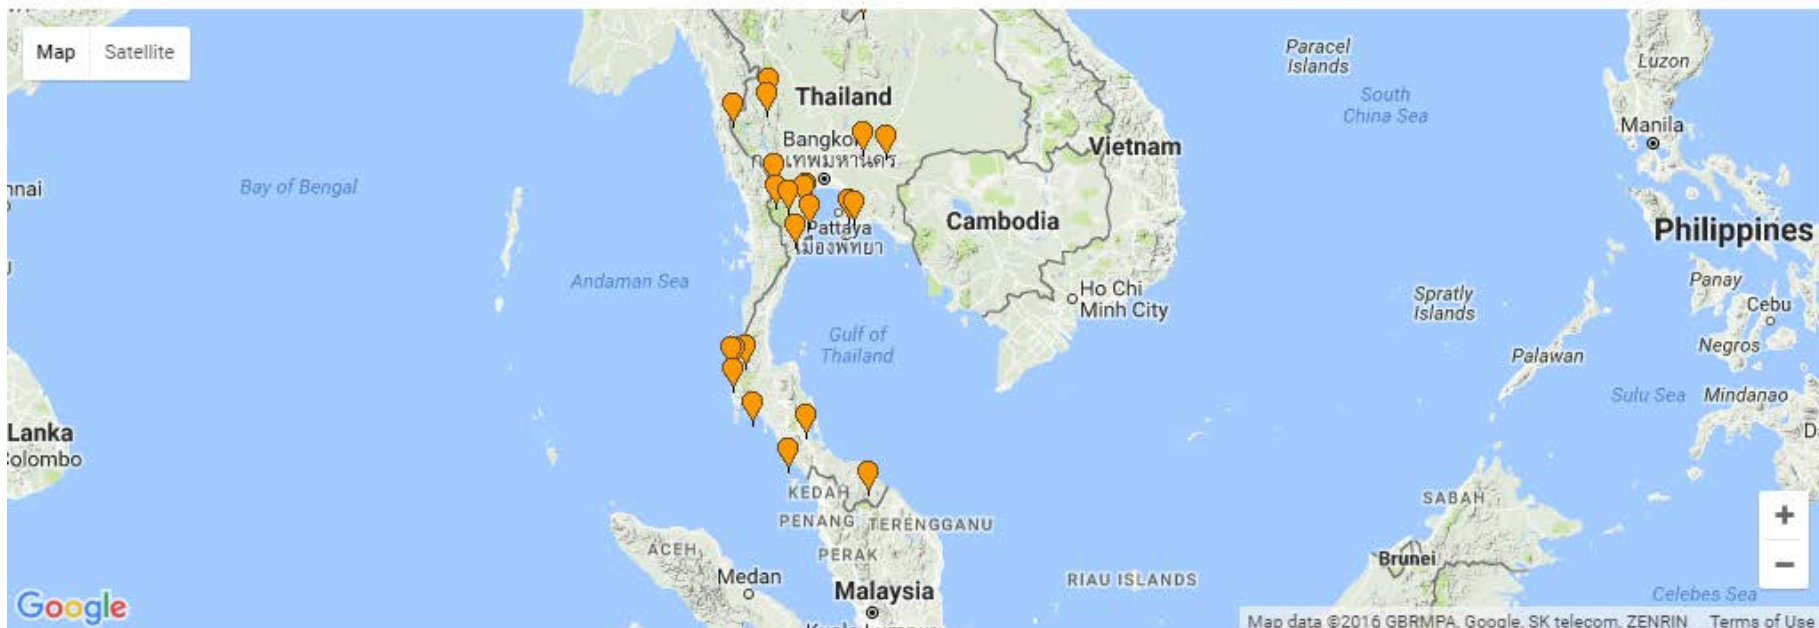 Map
Satellite
Paracel
Islands
Luzon
Thailand
South
China Sea
Manila
Vietnam
Bay of Bengal
Cambodia
Pattaya
เมืองพัทยา
Philippines
Andaman Sea
Panay
Ho Chi
Minh City
Spratly
Islands
Cebu
Gulf of
Thailand
Negros
Palawan
Sulu Sea
Mindanao
Lanka
Colombo
KEDAH
SABAH
+
PENANG
TERENGGANU
ACEH
PERAK
Brunei
−
Medan
RIAU ISLANDS
Malaysia
Celebes Sea
Google
Map data ©2016 GBRMPA, Google, SK telecom, ZENRIN
Terms of Use